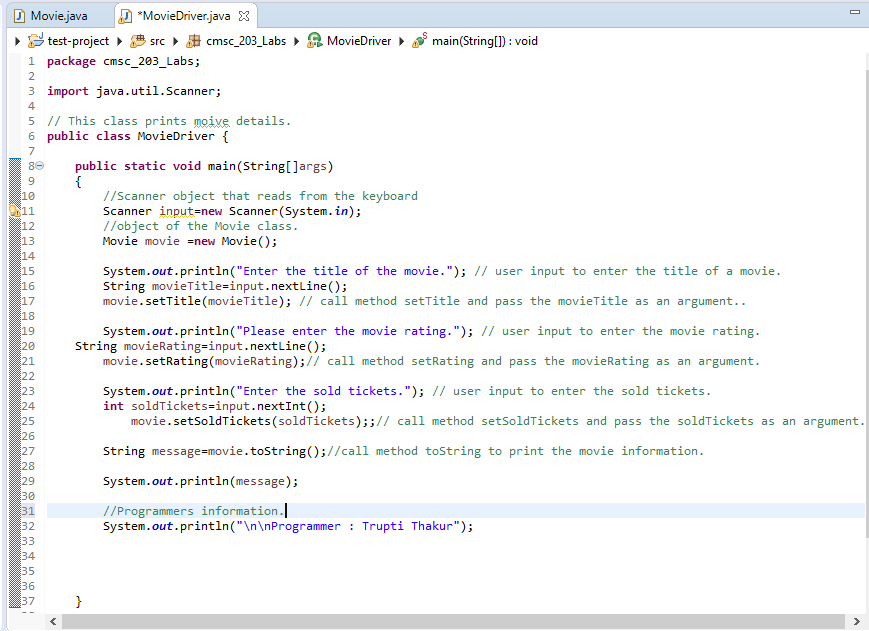 Movie.java *MovieDriver.java
test-project src cmsc_203_Labs MovieDriver main(String[]) : void
1 package cmsc_203_Labs;
2
3 import java.util.Scanner;
4
5 // This class prints moive details.
6 public class MovieDriver {
7
8 public static void main(String[]args)
9 {
10 //Scanner object that reads from the keyboard
11 Scanner input=new Scanner(System.in);
12 //object of the Movie class.
13 Movie movie =new Movie();
14
15 System.out.println("Enter the title of the movie."); // user input to enter the title of a movie.
16 String movieTitle=input.nextLine();
17 movie.setTitle(movieTitle); // call method setTitle and pass the movieTitle as an argument..
18
19 System.out.println("Please enter the movie rating."); // user input to enter the movie rating.
20 String movieRating=input.nextLine();
21 movie.setRating(movieRating);// call method setRating and pass the movieRating as an argument.
22
23 System.out.println("Enter the sold tickets."); // user input to enter the sold tickets.
24 int soldTickets=input.nextInt();
25 movie.setSoldTickets(soldTickets);;// call method setSoldTickets and pass the soldTickets as an argument.
26
27 String message=movie.toString();//call method toString to print the movie information.
28
29 System.out.println(message);
30
31 //Programmers information.
32 System.out.println("\n\nProgrammer : Trupti Thakur");
33
34
35
36
37 }